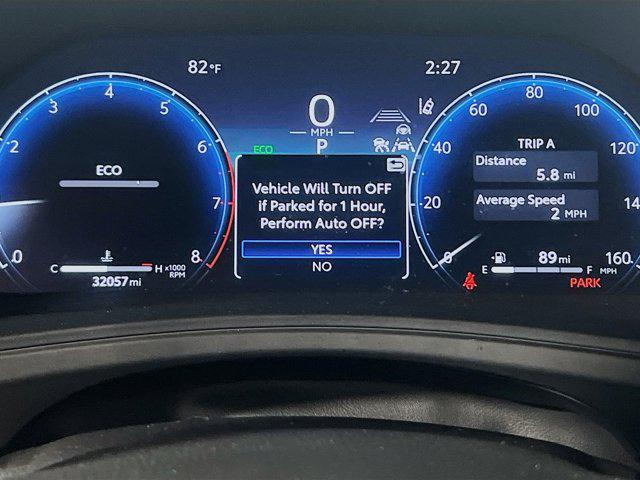 82°F
2:27
0
MPH
P
ECO
Vehicle Will Turn OFF
if Parked for 1 Hour,
Perform Auto OFF?
YES
NO
0
2
3
4
5
6
7
8
ECO
C H x1000
RPM
32057 mi
0
20
40
60
80
100
120
14
160
MPH
TRIP A
Distance
5.8 mi
Average Speed
2 MPH
89 mi
E F
PARK